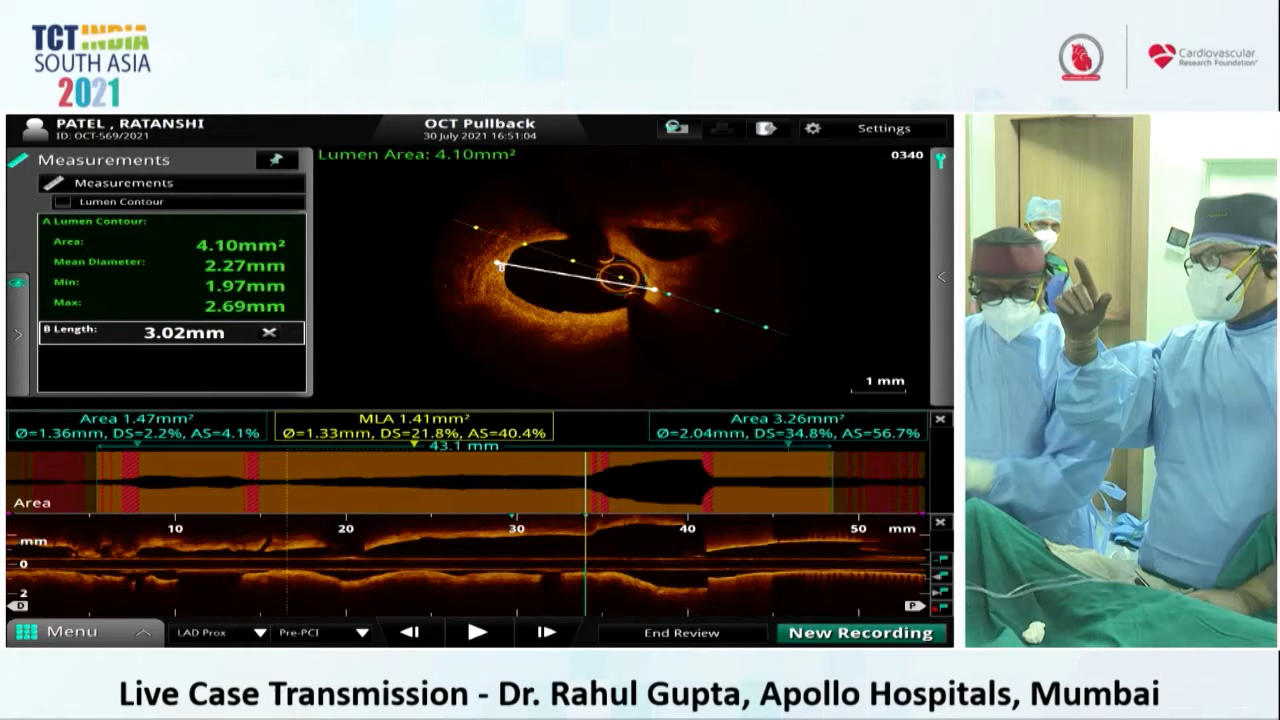 TCT INDIA
SOUTH ASIA
2021
Cardiovascular
Research Foundation
PATEL , RATANSHI
ID: OCT-569/2021
OCT Pullback
30 July 2021 16:51:04
Settings
Measurements
Measurements
Lumen Contour
A Lumen Contour:
Area: 4.10mm²
Mean Diameter: 2.27mm
Min: 1.97mm
Max: 2.69mm
B Length: 3.02mm
Lumen Area: 4.10mm²
0340
B
1 mm
Area 1.47mm²
Ø=1.36mm, DS=2.2%, AS=4.1%
MLA 1.41mm²
Ø=1.33mm, DS=21.8%, AS=40.4%
Area 3.26mm²
Ø=2.04mm, DS=34.8%, AS=56.7%
43.1 mm
Area
10 20 30 40 50 mm
mm
0
2
D
P
Menu
LAD Prox
Pre-PCI
End Review
New Recording
Live Case Transmission - Dr. Rahul Gupta, Apollo Hospitals, Mumbai